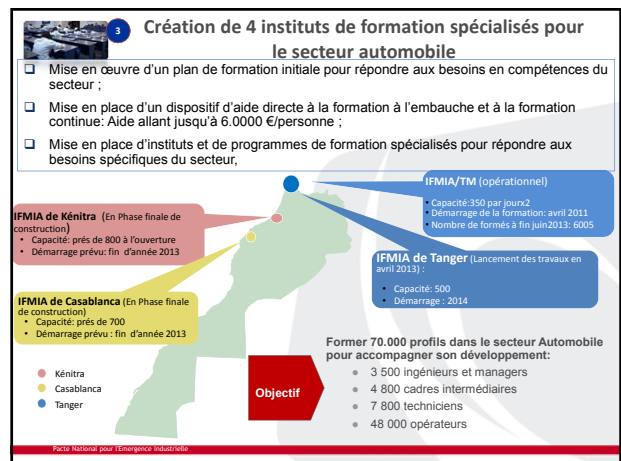 3
Création de 4 instituts de formation spécialisés pour
le secteur automobile
❑ Mise en œuvre d’un plan de formation initiale pour répondre aux besoins en compétences du
secteur ;
❑ Mise en place d’un dispositif d’aide directe à la formation à l’embauche et à la formation
continue: Aide allant jusqu’à 6.0000 €/personne ;
❑ Mise en place d’instituts et de programmes de formation spécialisés pour répondre aux
besoins spécifiques du secteur,
IFMIA/TM (opérationnel)
• Capacité:350 par jourx2
• Démarrage de la formation: avril 2011
• Nombre de formés à fin juin2013: 6005
IFMIA de Kénitra (En Phase finale de
construction)
• Capacité: prés de 800 à l’ouverture
• Démarrage prévu: fin d’année 2013
IFMIA de Tanger (Lancement des travaux en
avril 2013) :
• Capacité: 500
• Démarrage : 2014
IFMIA de Casablanca (En Phase finale
de construction)
• Capacité: prés de 700
• Démarrage prévu : fin d’année 2013
Kénitra
Casablanca
Tanger
Objectif
Former 70.000 profils dans le secteur Automobile
pour accompagner son développement:
• 3 500 ingénieurs et managers
• 4 800 cadres intermédiaires
• 7 800 techniciens
• 48 000 opérateurs
Pacte National pour l’Emergence Industrielle